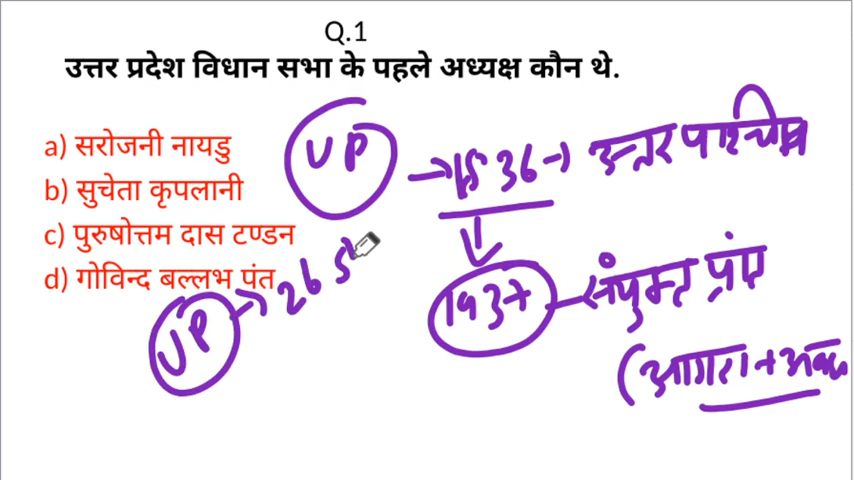 Q.1
उत्तर प्रदेश विधान सभा के पहले अध्यक्ष कौन थे.
a) सरोजनी नायडु
b) सुचेता कृपलानी
c) पुरुषोत्तम दास टण्डन
d) गोविन्द बल्लभ पंत
UP → 1836 → उत्तर पश्चिम
1937 – संयुक्त प्रांत
(आगरा + अवध
UP → 26